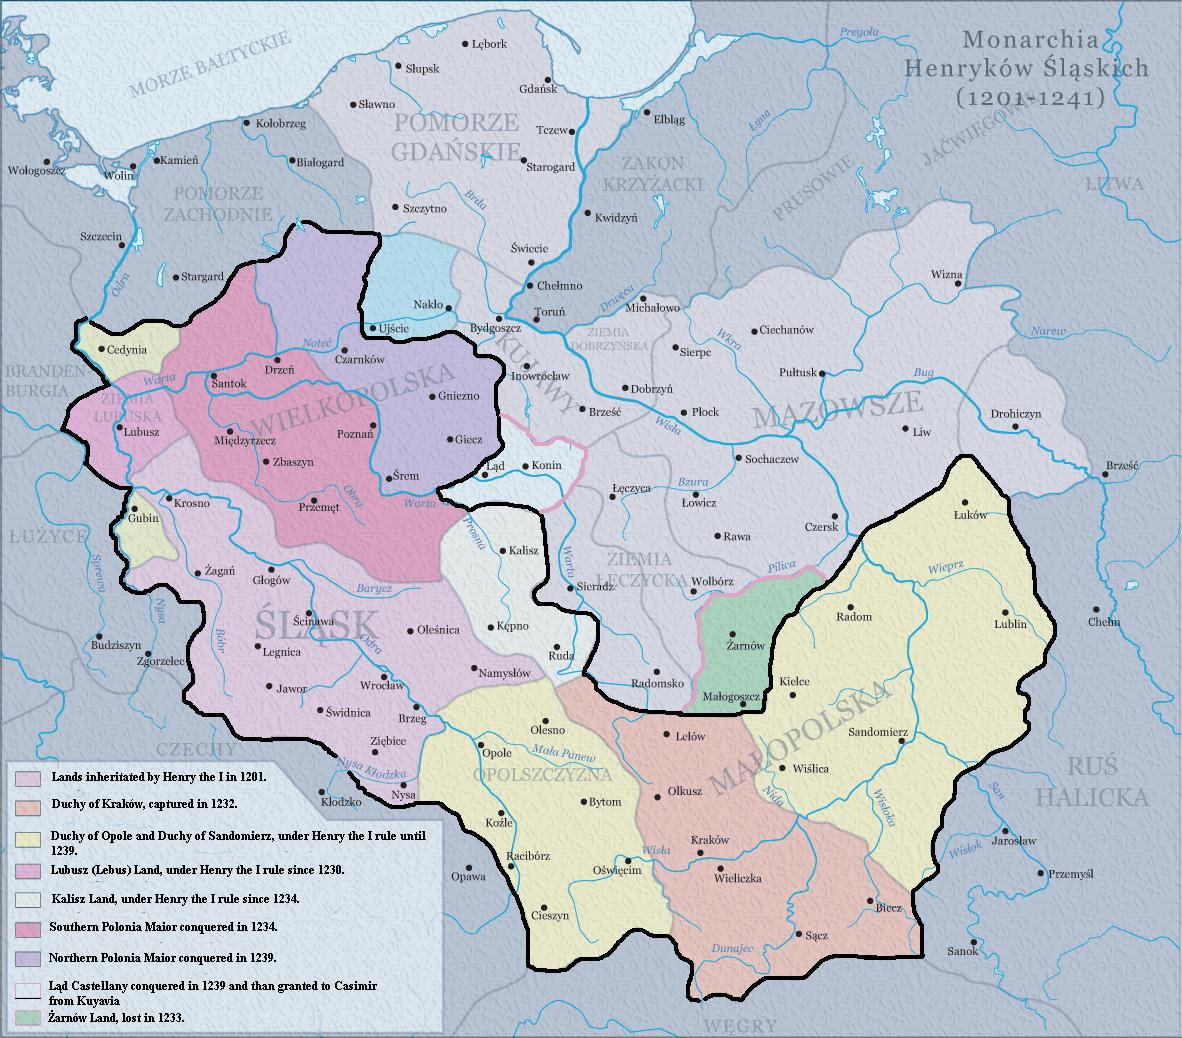 Monarchia
Henryków Śląskich
(1201-1241)
MORZE BAŁTYCKIE
Lębork
Słupsk
Gdańsk
Sławno
Pregoła
Elbląg
Łyna
Kołobrzeg
POMORZE
GDAŃSKIE
Tczew
Starogard
JAĆWIEGOWIE
Wołogoszcz
Wolin
Kamień
Białogard
ZAKON
KRZYŻACKI
PRUSOWIE
LITWA
POMORZE
ZACHODNIE
Szczytno
Brda
Kwidzyń
Szczecin
Świecie
Odra
Stargard
Chełmno
Wizna
Nakło
Toruń
Drwęca
Michałowo
Ujście
Bydgoszcz
ZIEMIA
DOBRZYŃSKA
Wkra
Ciechanów
Narew
Cedynia
Noteć
Czarnków
KUJAWY
Sierpc
BRANDEN-
BURGIA
Warta
Drzeń
Santok
Inowrocław
Pułtusk
Bug
ZIEMIA
LUBUSKA
WIELKOPOLSKA
Gniezno
Dobrzyń
Brześć
Płock
MAZOWSZE
Drohiczyn
Lubusz
Międzyrzecz
Poznań
Giecz
Wisła
Liw
Zbaszyn
Ląd
Konin
Sochaczew
Brześć
Śrem
Bzura
Krosno
Obra
Przemęt
Warta
Łęczyca
Łowicz
Gubin
Prosna
Czersk
Łuków
ŁUŻYCE
Kalisz
Rawa
Sprewa
Żagań
Głogów
Barycz
Warta
Sieradz
ZIEMIA
ŁĘCZYCKA
Wolbórz
Pilica
Wieprz
Nysa
Bóbr
ŚLĄSK
Ścinawa
Oleśnica
Kępno
Radom
Lublin
Chełm
Budziszyn
Zgorzelec
Legnica
Odra
Ruda
Żarnów
Jawor
Wrocław
Namysłów
Radomsko
Małogoszcz
Kielce
Świdnica
Brzeg
MAŁOPOLSKA
CZECHY
Ziębice
Olesno
Lełów
Sandomierz
Opole
Mała Panew
OPOLSZCZYZNA
Wiślica
RUŚ
HALICKA
Nysa Kłodzka
Nysa
Kłodzko
Bytom
Olkusz
Nida
Wisłoka
San
Koźle
Kraków
Jarosław
Racibórz
Oświęcim
Wisła
Wieliczka
Wisłok
Opawa
Przemyśl
Cieszyn
Biecz
Sącz
Dunajec
Sanok
WĘGRY
Lands inheritated by Henry the I in 1201.
Duchy of Kraków, captured in 1232.
Duchy of Opole and Duchy of Sandomierz, under Henry the I rule until
1239.
Lubusz (Lebus) Land, under Henry the I rule since 1230.
Kalisz Land, under Henry the I rule since 1234.
Southern Polonia Maior conquered in 1234.
Northern Polonia Maior conquered in 1239.
Ląd Castellany conquered in 1239 and than granted to Casimir
from Kuyavia
Żarnów Land, lost in 1233.